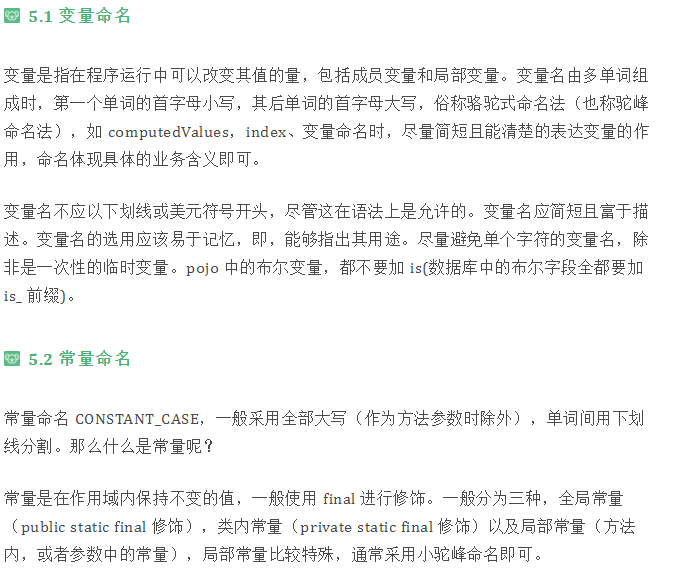 5.1 变量命名
变量是指在程序运行中可以改变其值的量，包括成员变量和局部变量。变量名由多单词组
成时，第一个单词的首字母小写，其后单词的首字母大写，俗称骆驼式命名法（也称驼峰
命名法），如 computedValues，index、变量命名时，尽量简短且能清楚的表达变量的作
用，命名体现具体的业务含义即可。
变量名不应以下划线或美元符号开头，尽管这在语法上是允许的。变量名应简短且富于描
述。变量名的选用应该易于记忆，即，能够指出其用途。尽量避免单个字符的变量名，除
非是一次性的临时变量。pojo 中的布尔变量，都不要加 is(数据库中的布尔字段全都要加
is_ 前缀)。
5.2 常量命名
常量命名 CONSTANT_CASE，一般采用全部大写（作为方法参数时除外），单词间用下划
线分割。那么什么是常量呢？
常量是在作用域内保持不变的值，一般使用 final 进行修饰。一般分为三种，全局常量
（public static final 修饰），类内常量（private static final 修饰）以及局部常量（方法
内，或者参数中的常量），局部常量比较特殊，通常采用小驼峰命名即可。